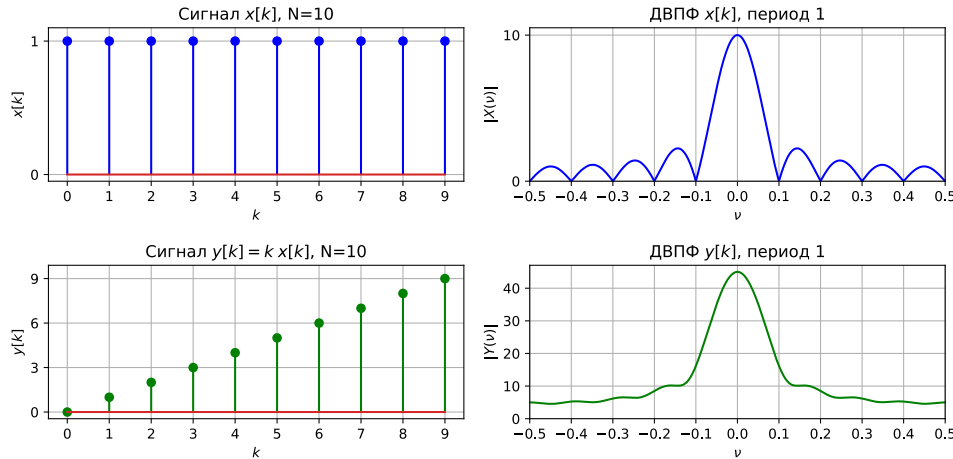 Сигнал x[k], N=10
1
0
x[k]
0 1 2 3 4 5 6 7 8 9
k
ДВПФ x[k], период 1
10
5
0
|X(ν)|
−0.5 −0.4 −0.3 −0.2 −0.1 0.0 0.1 0.2 0.3 0.4 0.5
ν
Сигнал y[k] = k x[k], N=10
9
6
3
0
y[k]
0 1 2 3 4 5 6 7 8 9
k
ДВПФ y[k], период 1
40
30
20
10
0
|Y(ν)|
−0.5 −0.4 −0.3 −0.2 −0.1 0.0 0.1 0.2 0.3 0.4 0.5
ν